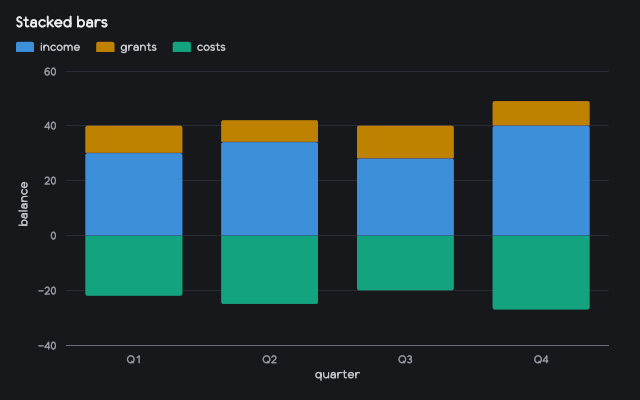 Stacked bars
income grants costs
60
40
20
0
−20
−40
balance
Q1 Q2 Q3 Q4
quarter